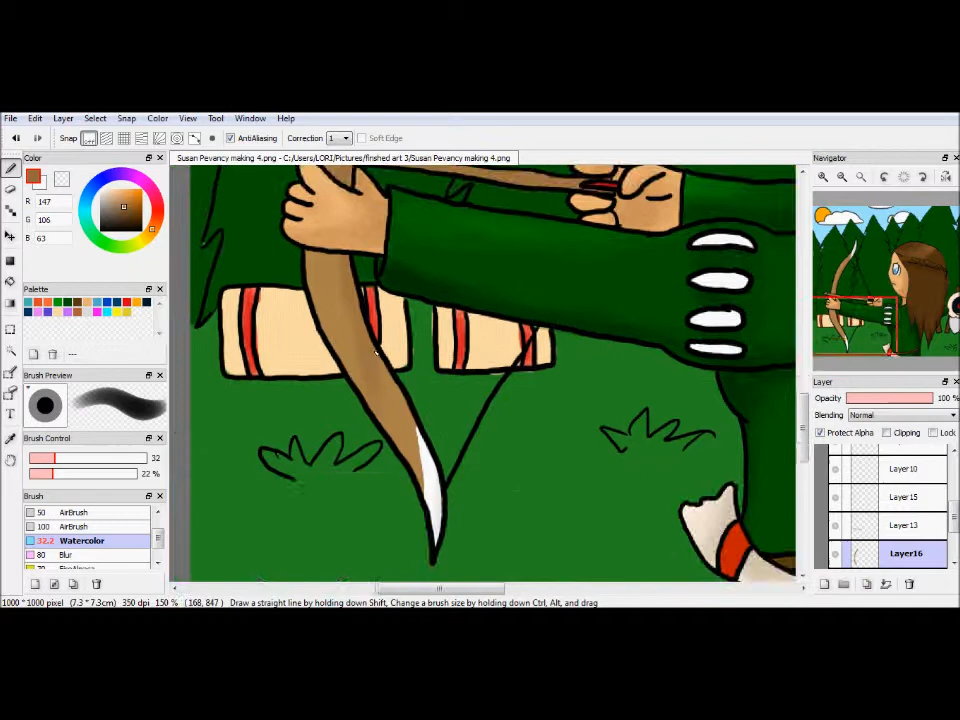 File Edit Layer Select Snap Color View Tool Window Help
Snap OFF AntiAliasing Correction 1 Soft Edge
Color
Susan Pevancy making 4.png - C:/Users/LORI/Pictures/finshed art 3/Susan Pevancy making 4.png
Navigator
R 147
G 106
B 63
Palette
---
Brush Preview
Brush Control
32
22 %
Brush
50 AirBrush
100 AirBrush
32.2 Watercolor
80 Blur
Layer
Opacity 100 %
Blending Normal
Protect Alpha Clipping Lock
Layer10
Layer15
Layer13
Layer16
1000 * 1000 pixel (7.3 * 7.3cm) 350 dpi 150 % (168, 847) Draw a straight line by holding down Shift, Change a brush size by holding down Ctrl, Alt, and drag